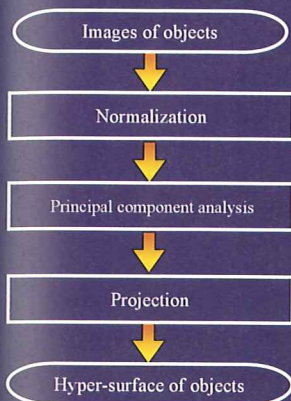 Images of objects
Normalization
Principal component analysis
Projection
Hyper-surface of objects